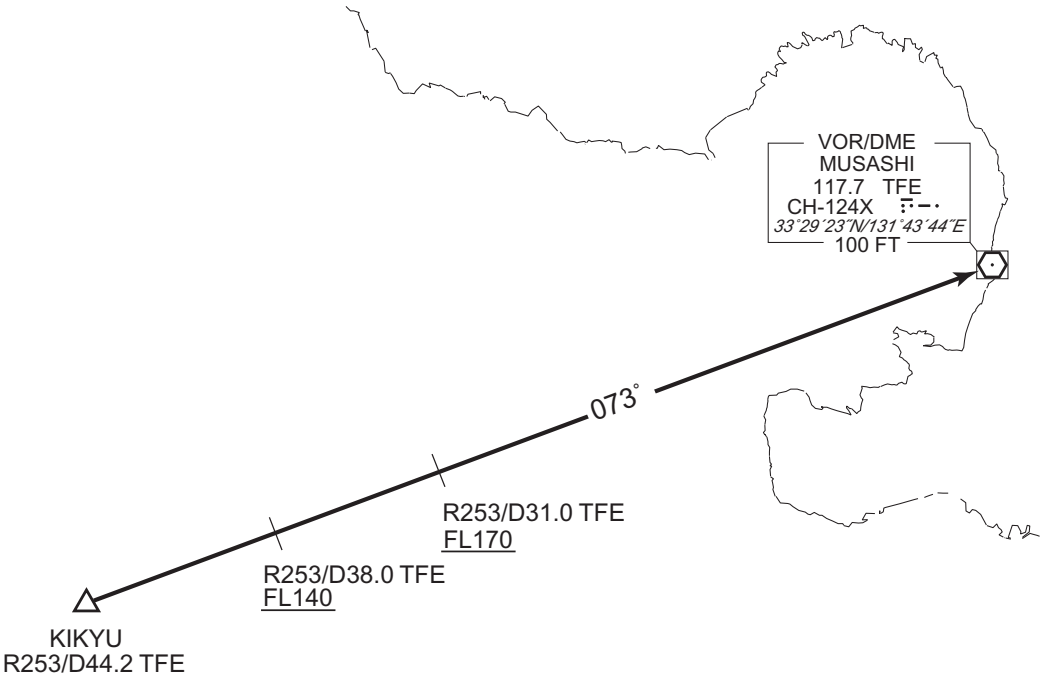 VOR/DME
MUSASHI
117.7 TFE
CH-124X
33°29′23″N/131°43′44″E
100 FT
073°
R253/D31.0 TFE
FL170
R253/D38.0 TFE
FL140
KIKYU
R253/D44.2 TFE